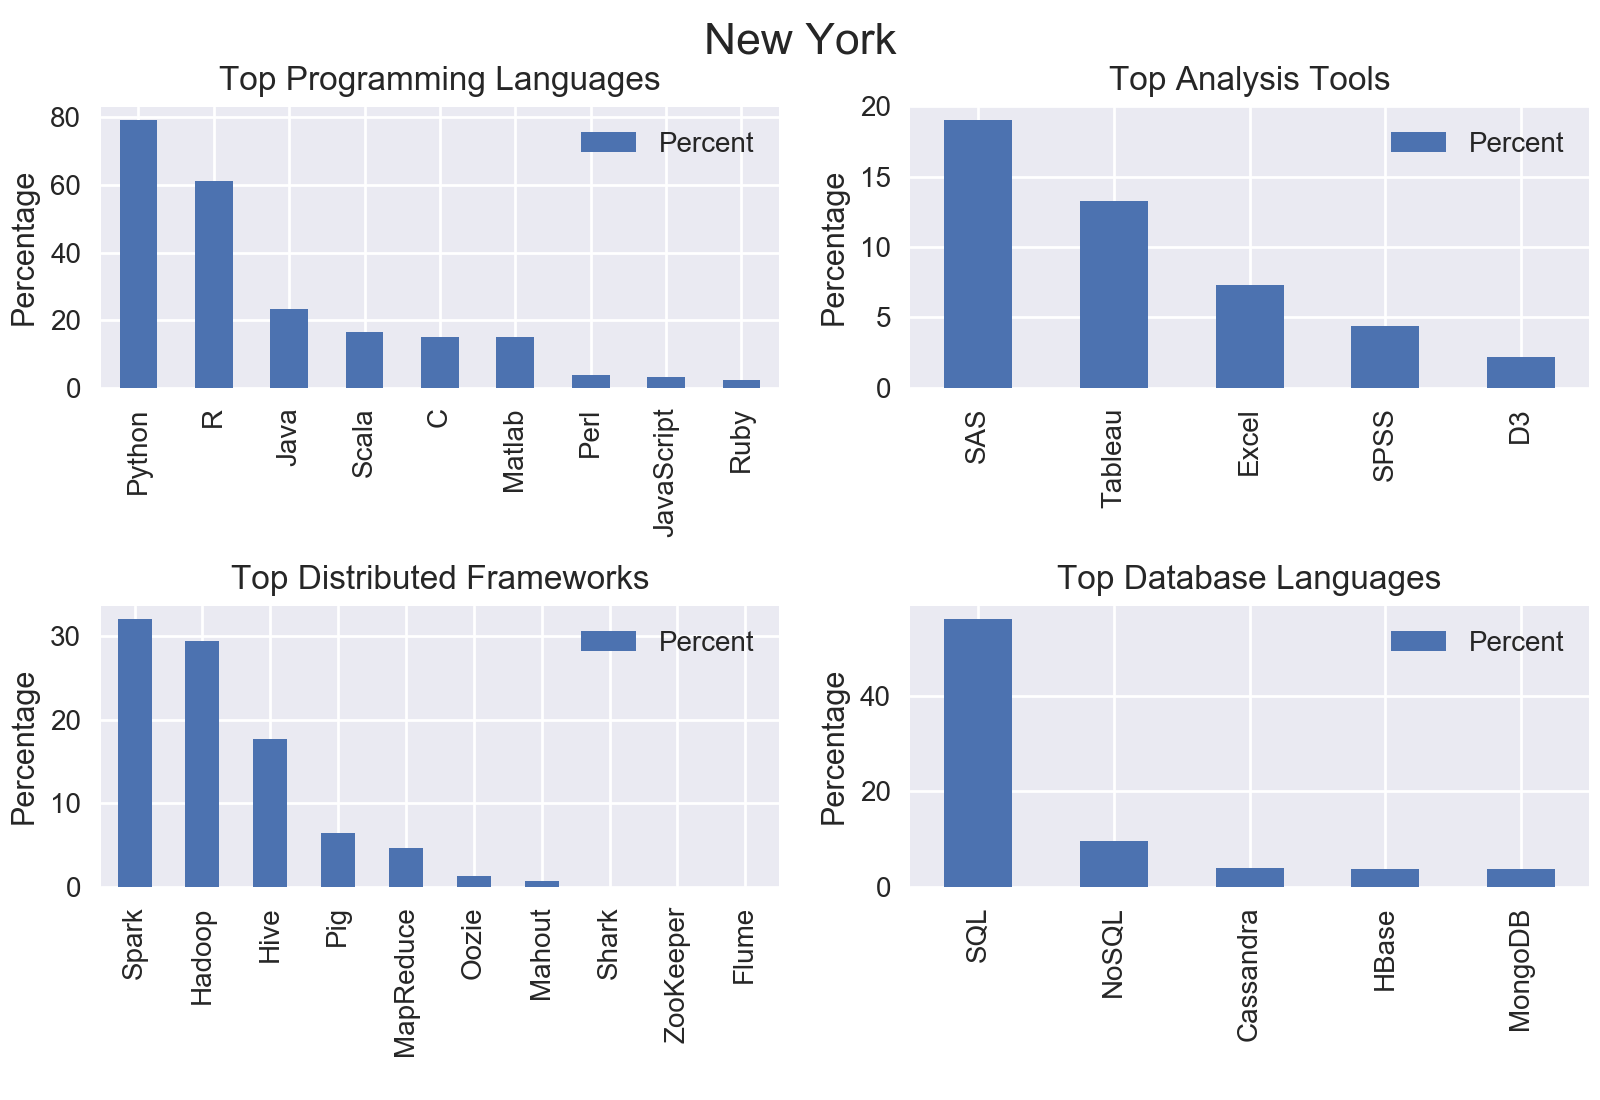 New York
Top Programming Languages
Percentage
80
60
40
20
0
Percent
Python
R
Java
Scala
C
Matlab
Perl
JavaScript
Ruby
Top Analysis Tools
Percentage
20
15
10
5
0
Percent
SAS
Tableau
Excel
SPSS
D3
Top Distributed Frameworks
Percentage
30
20
10
0
Percent
Spark
Hadoop
Hive
Pig
MapReduce
Oozie
Mahout
Shark
ZooKeeper
Flume
Top Database Languages
Percentage
40
20
0
Percent
SQL
NoSQL
Cassandra
HBase
MongoDB